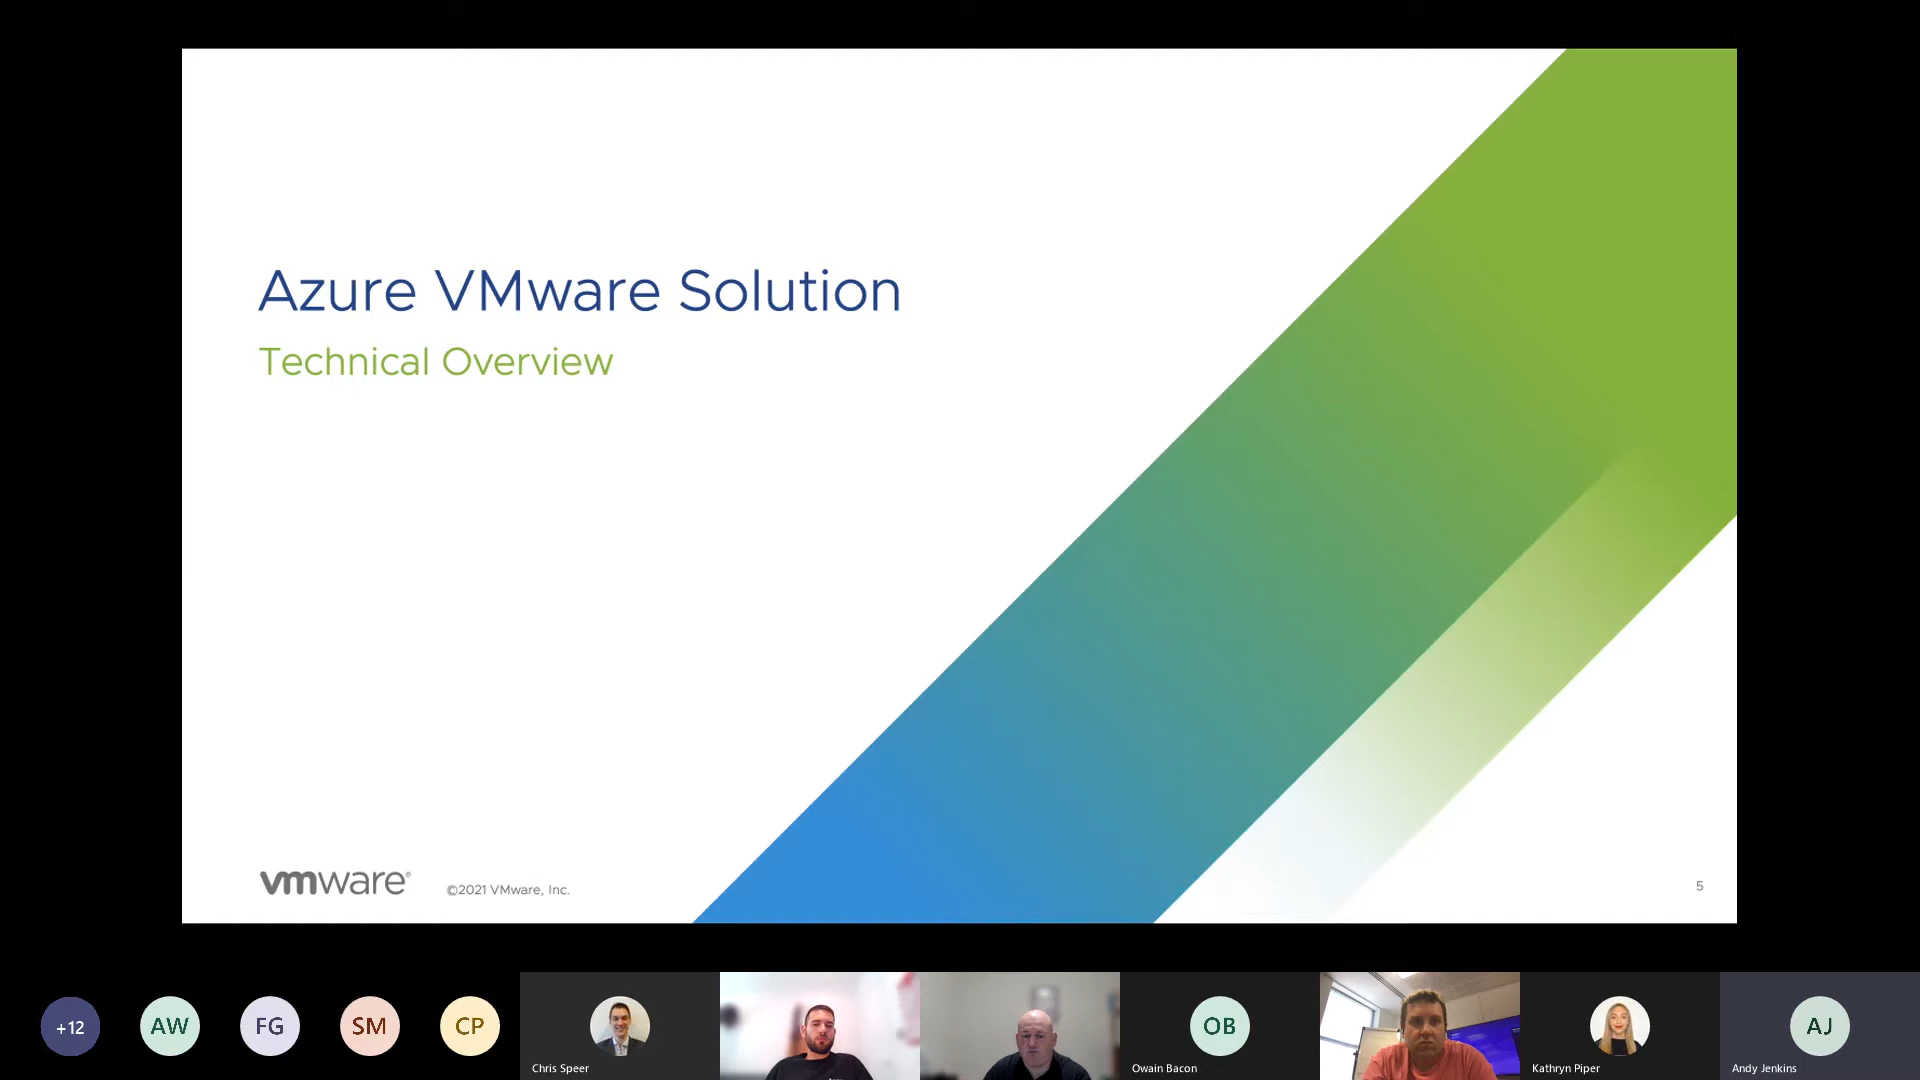 Azure VMware Solution
Technical Overview
vmware®
©2021 VMware, Inc.
5
+12
AW
FG
SM
CP
Chris Speer
OB
Owain Bacon
Kathryn Piper
AJ
Andy Jenkins